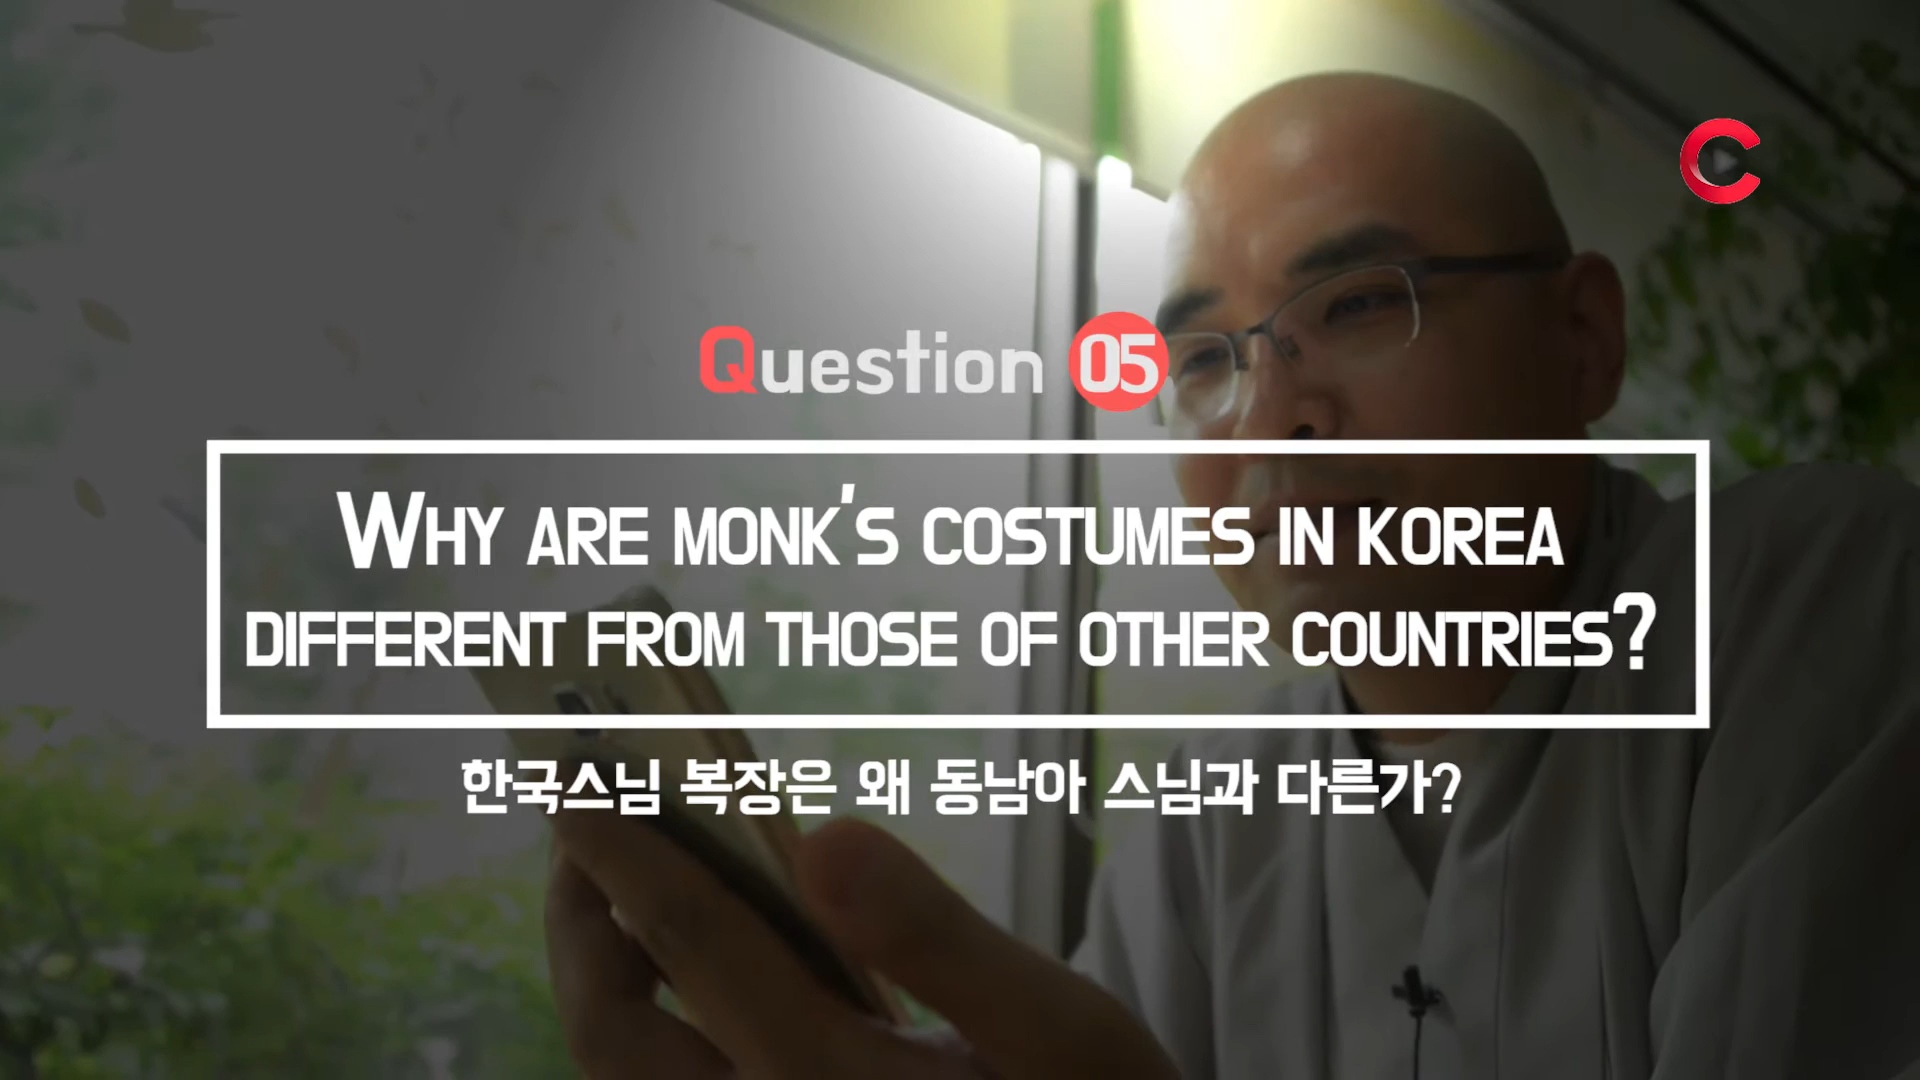 Question 05
WHY ARE MONK'S COSTUMES IN KOREA
DIFFERENT FROM THOSE OF OTHER COUNTRIES?
한국스님 복장은 왜 동남아 스님과 다른가?